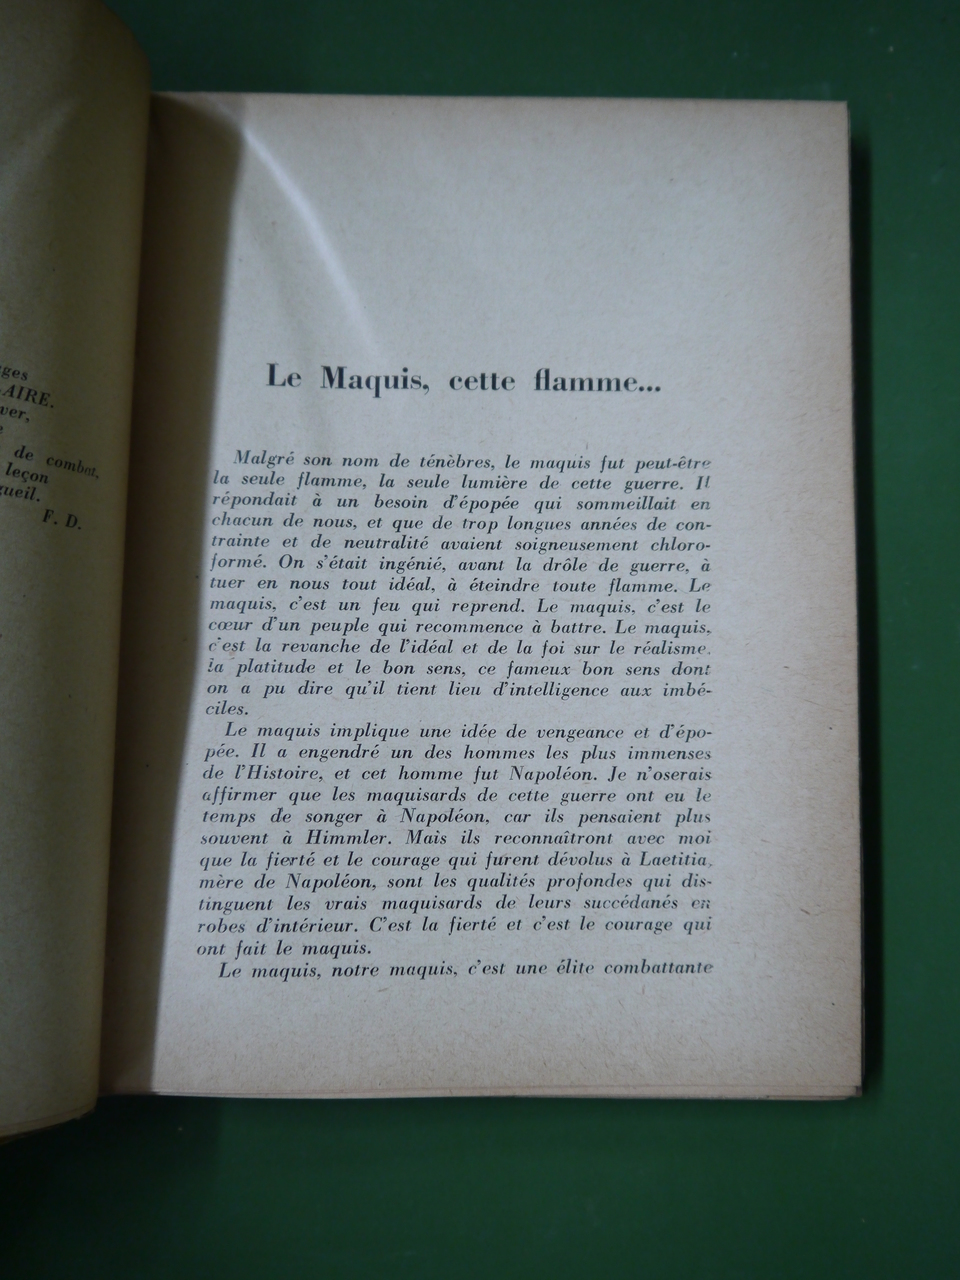 ges
AIRE.
ver,
e
de combat,
leçon
gueil.
F. D.
Le Maquis, cette flamme...
Malgré son nom de ténèbres, le maquis fut peut-être
la seule flamme, la seule lumière de cette guerre. Il
répondait à un besoin d'épopée qui sommeillait en
chacun de nous, et que de trop longues années de con-
trainte et de neutralité avaient soigneusement chloro-
formé. On s'était ingénié, avant la drôle de guerre, à
tuer en nous tout idéal, à éteindre toute flamme. Le
maquis, c'est un feu qui reprend. Le maquis, c'est le
cœur d'un peuple qui recommence à battre. Le maquis,
c'est la revanche de l'idéal et de la foi sur le réalisme,
la platitude et le bon sens, ce fameux bon sens dont
on a pu dire qu'il tient lieu d'intelligence aux imbé-
ciles.
Le maquis implique une idée de vengeance et d'épo-
pée. Il a engendré un des hommes les plus immenses
de l'Histoire, et cet homme fut Napoléon. Je n'oserais
affirmer que les maquisards de cette guerre ont eu le
temps de songer à Napoléon, car ils pensaient plus
souvent à Himmler. Mais ils reconnaîtront avec moi
que la fierté et le courage qui furent dévolus à Laetitia,
mère de Napoléon, sont les qualités profondes qui dis-
tinguent les vrais maquisards de leurs succédanés en
robes d'intérieur. C'est la fierté et c'est le courage qui
ont fait le maquis.
Le maquis, notre maquis, c'est une élite combattante